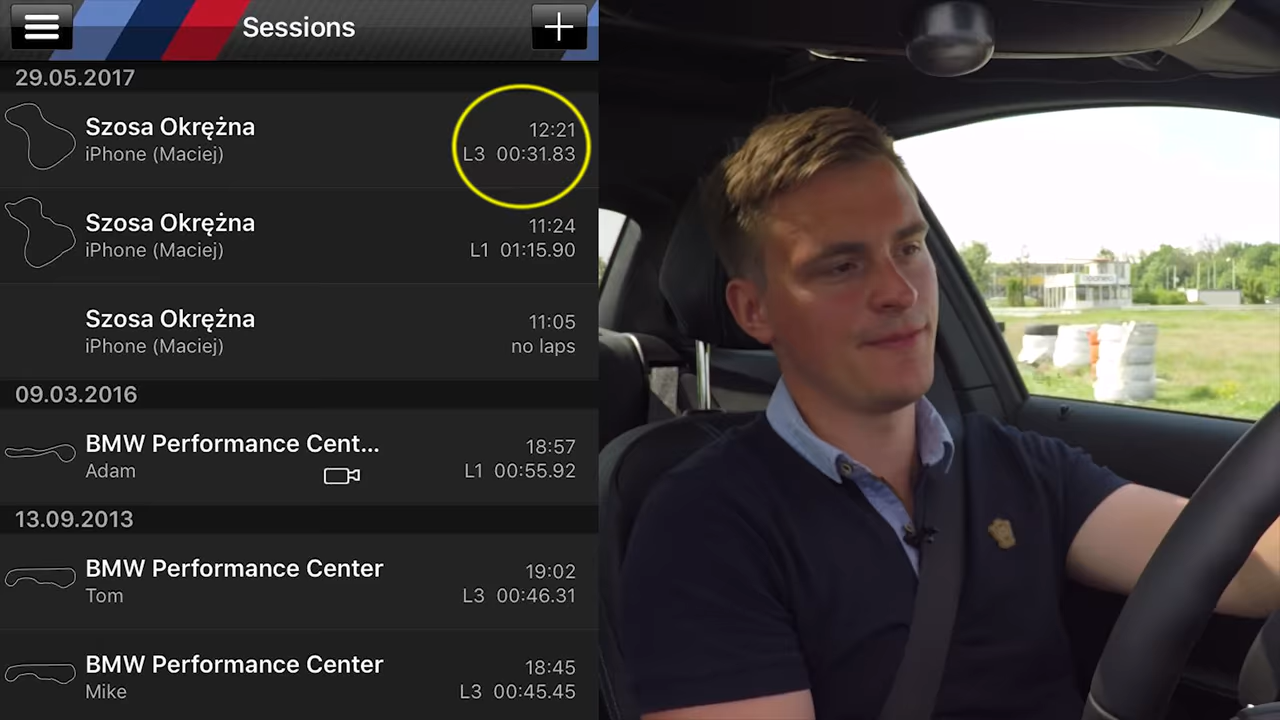 Sessions
29.05.2017
Szosa Okrężna
12:21
iPhone (Maciej)
L3 00:31.83
Szosa Okrężna
11:24
iPhone (Maciej)
L1 01:15.90
Szosa Okrężna
11:05
iPhone (Maciej)
no laps
09.03.2016
BMW Performance Cent...
18:57
Adam
L1 00:55.92
13.09.2013
BMW Performance Center
19:02
Tom
L3 00:46.31
BMW Performance Center
18:45
Mike
L3 00:45.45